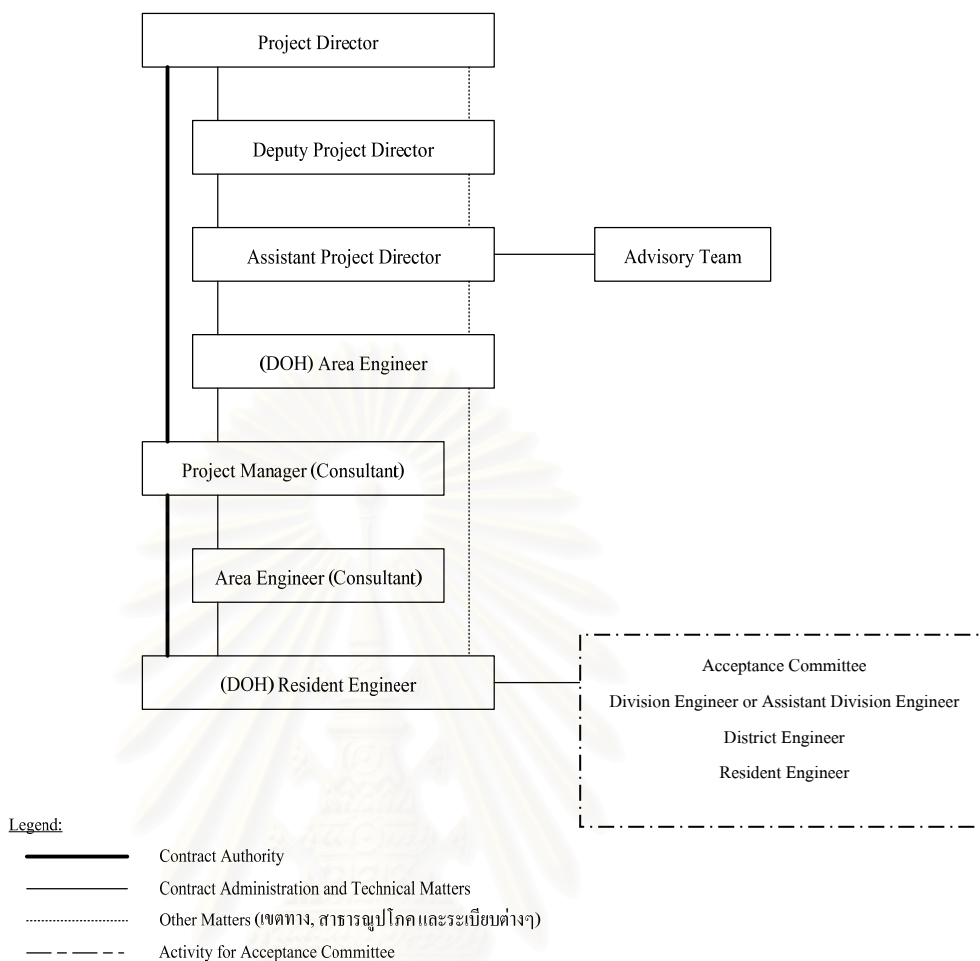 Project Director
Deputy Project Director
Assistant Project Director
Advisory Team
(DOH) Area Engineer
Project Manager (Consultant)
Area Engineer (Consultant)
(DOH) Resident Engineer
Acceptance Committee
Division Engineer or Assistant Division Engineer
District Engineer
Resident Engineer
Legend:
Contract Authority
Contract Administration and Technical Matters
Other Matters (เขตทาง, สาธารณูปโภค และระเบียบต่างๆ)
Activity for Acceptance Committee